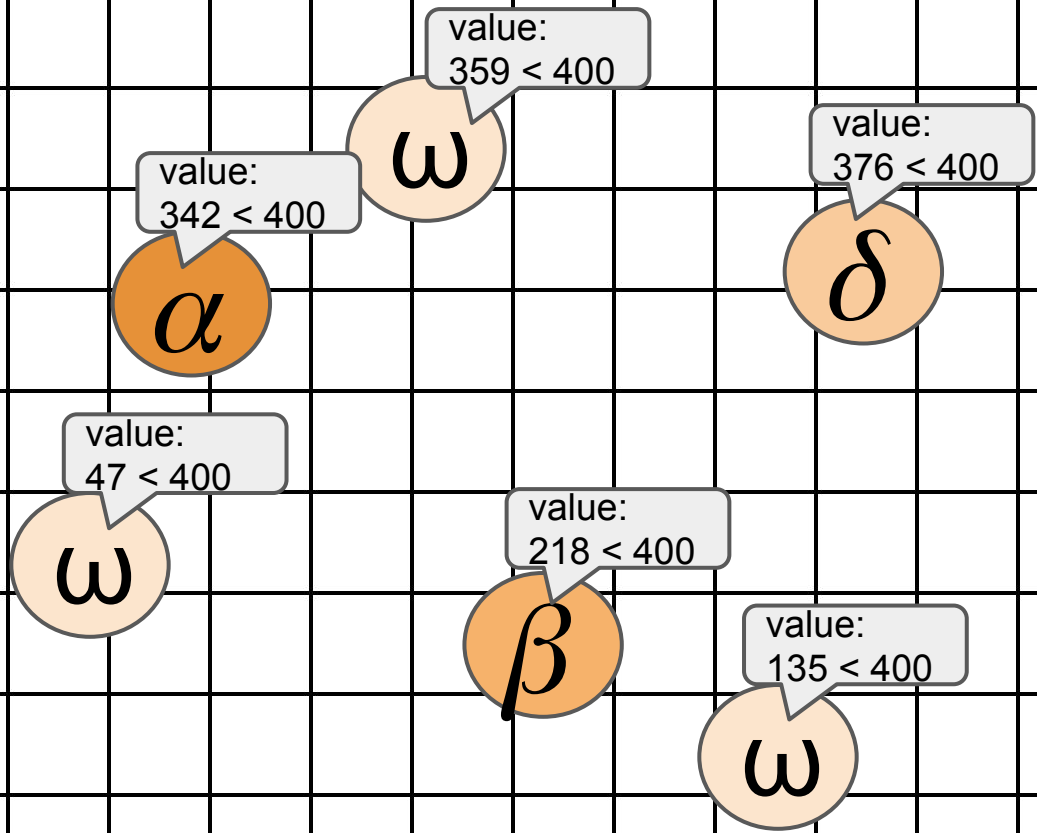 value:
359 < 400
ω
value:
376 < 400
δ
value:
342 < 400
α
value:
47 < 400
ω
value:
218 < 400
β
value:
135 < 400
ω